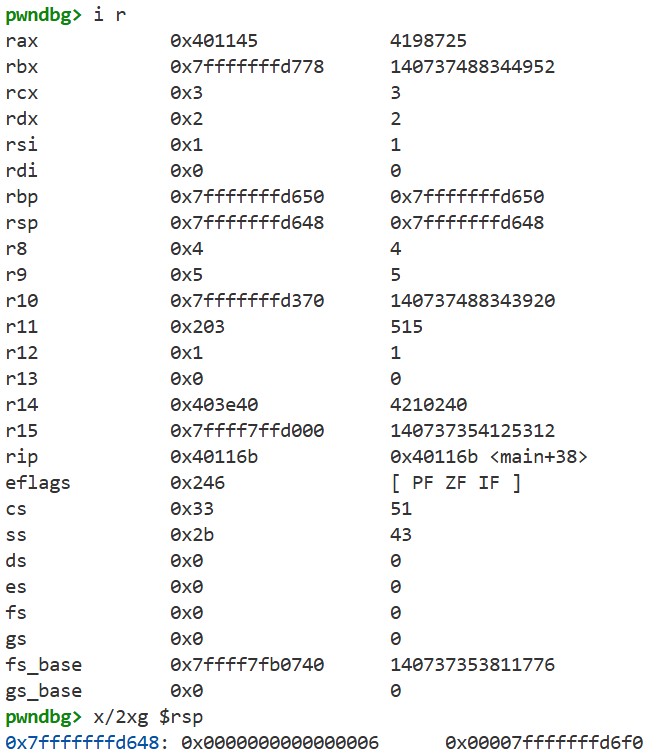 pwndbg> i r
rax 0x401145 4198725
rbx 0x7fffffffd778 140737488344952
rcx 0x3 3
rdx 0x2 2
rsi 0x1 1
rdi 0x0 0
rbp 0x7fffffffd650 0x7fffffffd650
rsp 0x7fffffffd648 0x7fffffffd648
r8 0x4 4
r9 0x5 5
r10 0x7fffffffd370 140737488343920
r11 0x203 515
r12 0x1 1
r13 0x0 0
r14 0x403e40 4210240
r15 0x7ffff7ffd000 140737354125312
rip 0x40116b 0x40116b <main+38>
eflags 0x246 [ PF ZF IF ]
cs 0x33 51
ss 0x2b 43
ds 0x0 0
es 0x0 0
fs 0x0 0
gs 0x0 0
fs_base 0x7ffff7fb0740 140737353811776
gs_base 0x0 0
pwndbg> x/2xg $rsp
0x7fffffffd648: 0x0000000000000006 0x00007fffffffd6f0